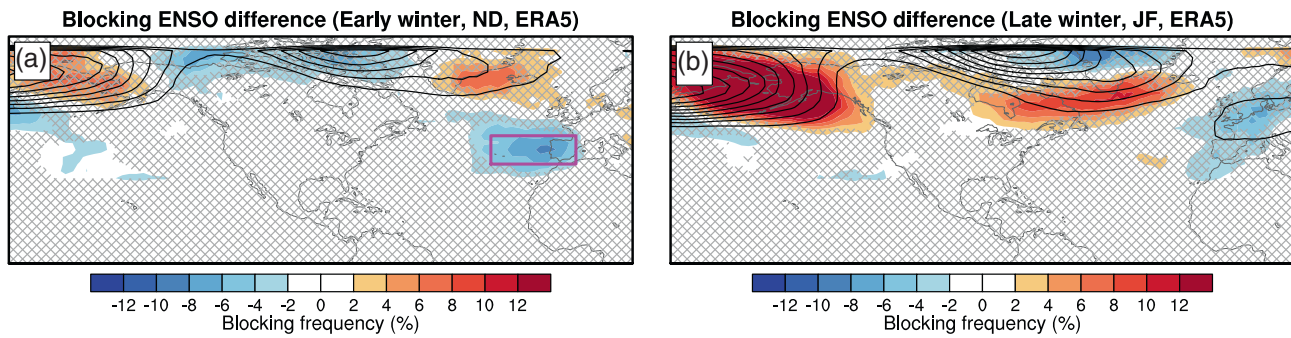 Blocking ENSO difference (Early winter, ND, ERA5)
(a)
-12 -10 -8 -6 -4 -2 0 2 4 6 8 10 12
Blocking frequency (%)
Blocking ENSO difference (Late winter, JF, ERA5)
(b)
-12 -10 -8 -6 -4 -2 0 2 4 6 8 10 12
Blocking frequency (%)